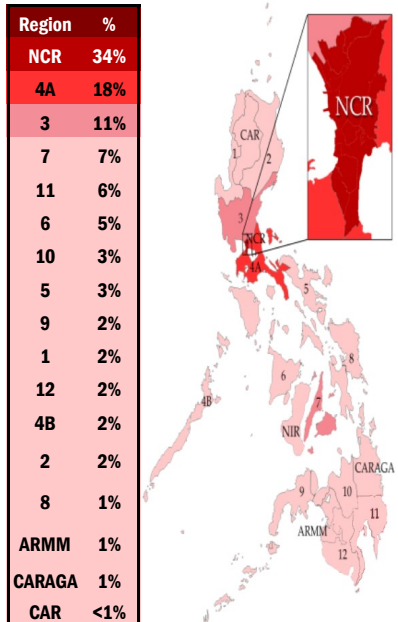 Region %
NCR 34%
4A 18%
3 11%
7 7%
11 6%
6 5%
10 3%
5 3%
9 2%
1 2%
12 2%
4B 2%
2 2%
8 1%
ARMM 1%
CARAGA 1%
CAR <1%
NCR
CAR
1
2
3
NCR
4A
5
8
6
4B
7
NIR
CARAGA
9
10
11
ARMM
12